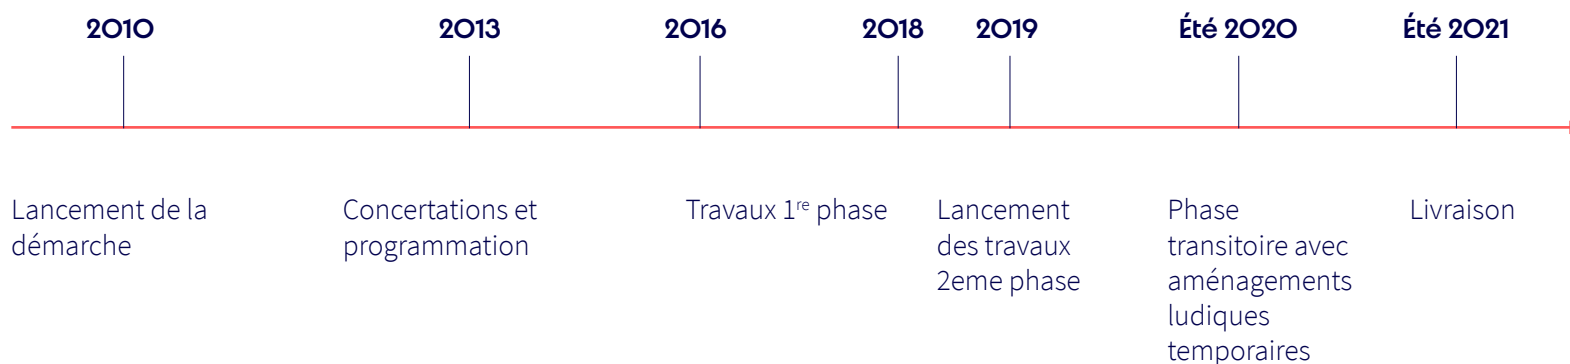 2010
2013
2016
2018
2019
Été 2020
Été 2021
Lancement de la
démarche
Concertations et
programmation
Travaux 1re phase
Lancement
des travaux
2eme phase
Phase
transitoire avec
aménagements
ludiques
temporaires
Livraison